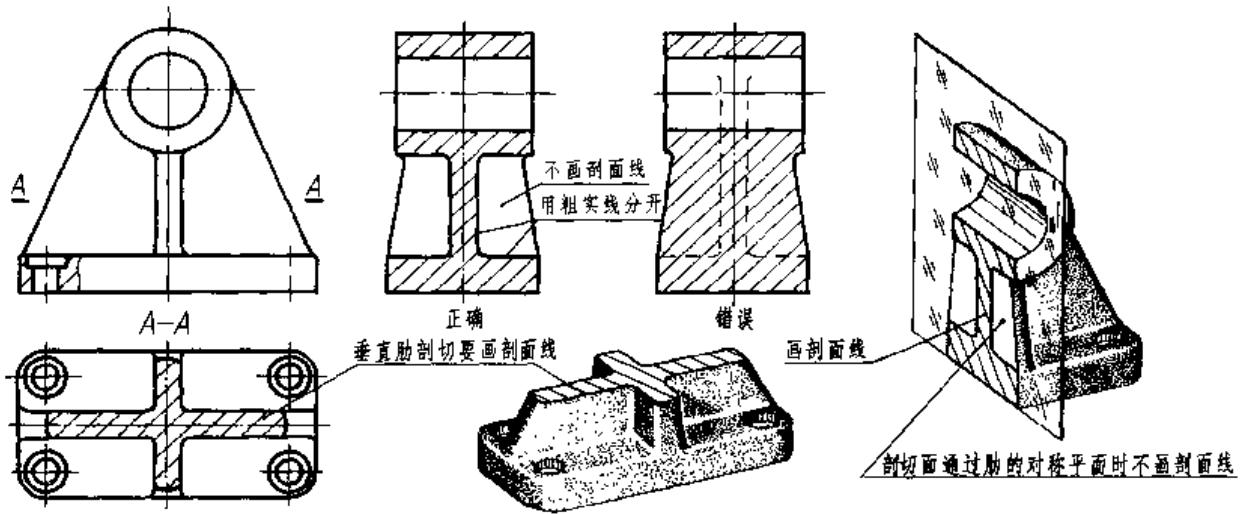 A
A
不画剖面线
用粗实线分开
A-A
正确
错误
垂直肋剖切要画剖面线
画剖面线
剖切面通过肋的对称平面时不画剖面线